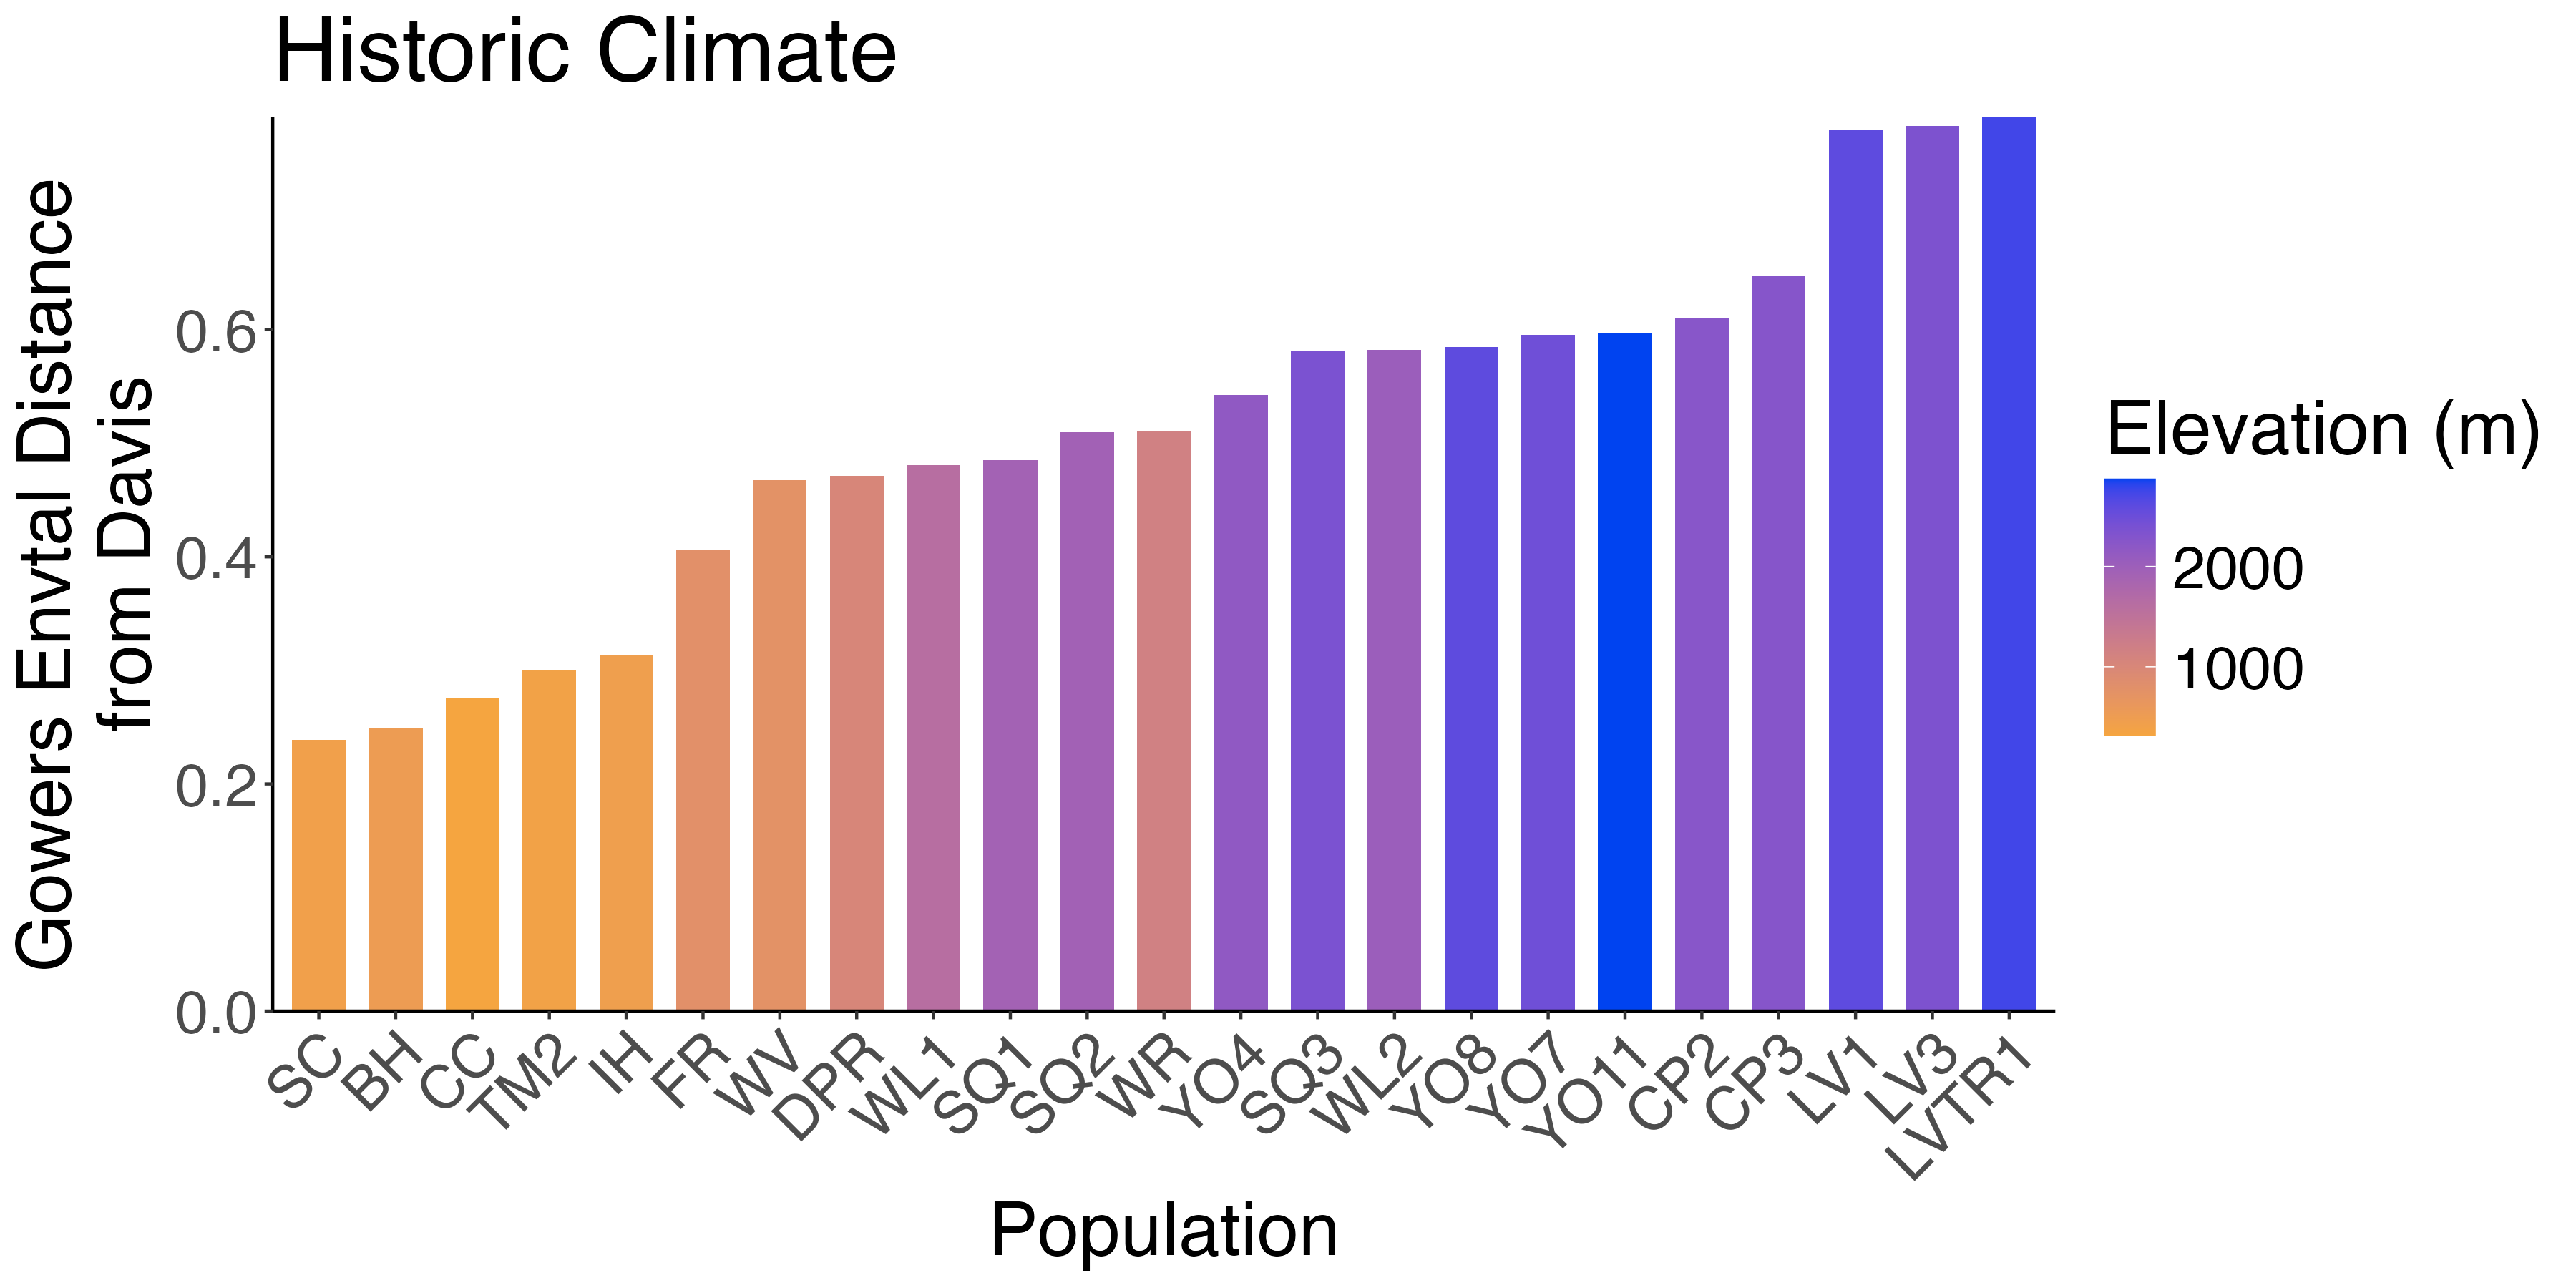 Historic Climate
Gowers Envtal Distance
from Davis
0.6
0.4
0.2
0.0
SC
BH
CC
TM2
IH
FR
WV
DPR
WL1
SQ1
SQ2
WR
YO4
SQ3
WL2
YO8
YO7
YO11
CP2
CP3
LV1
LV3
LVTR1
Population
Elevation (m)
2000
1000